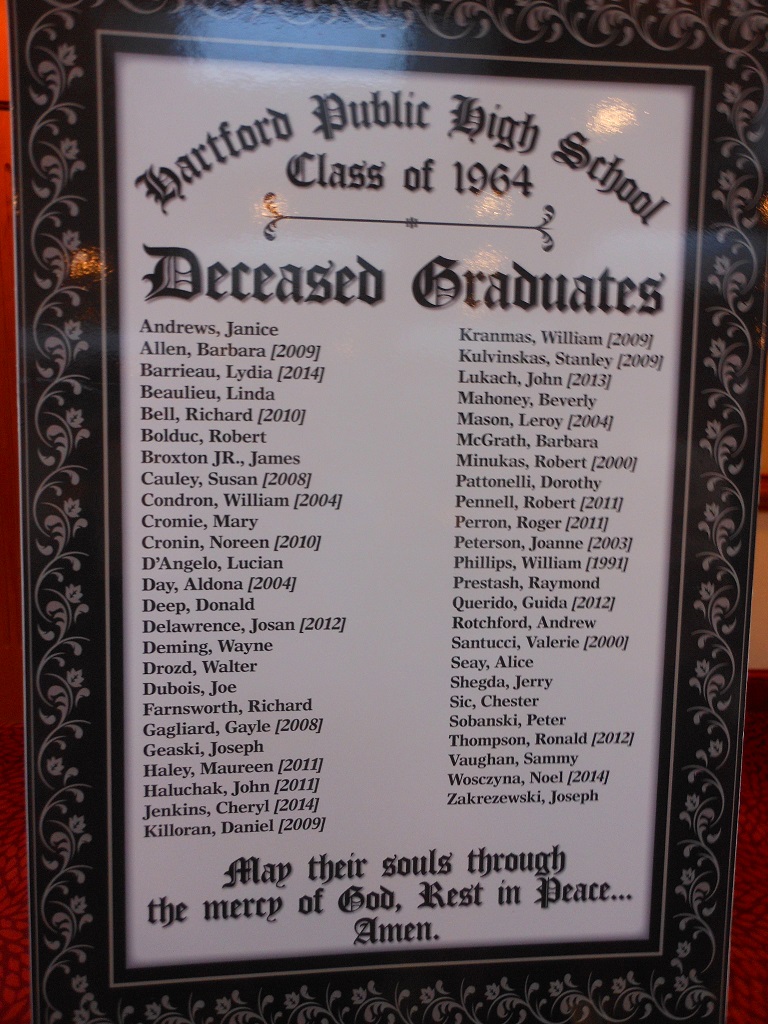 Hartford Public High School
Class of 1964
Deceased Graduates
Andrews, Janice
Allen, Barbara [2009]
Barrieau, Lydia [2014]
Beaulieu, Linda
Bell, Richard [2010]
Bolduc, Robert
Broxton JR., James
Cauley, Susan [2008]
Condron, William [2004]
Cromie, Mary
Cronin, Noreen [2010]
D'Angelo, Lucian
Day, Aldona [2004]
Deep, Donald
Delawrence, Josan [2012]
Deming, Wayne
Drozd, Walter
Dubois, Joe
Farnsworth, Richard
Gagliard, Gayle [2008]
Geaski, Joseph
Haley, Maureen [2011]
Haluchak, John [2011]
Jenkins, Cheryl [2014]
Killoran, Daniel [2009]
Kranmas, William [2009]
Kulvinskas, Stanley [2009]
Lukach, John [2013]
Mahoney, Beverly
Mason, Leroy [2004]
McGrath, Barbara
Minukas, Robert [2000]
Pattonelli, Dorothy
Pennell, Robert [2011]
Perron, Roger [2011]
Peterson, Joanne [2003]
Phillips, William [1991]
Prestash, Raymond
Querido, Guida [2012]
Rotchford, Andrew
Santucci, Valerie [2000]
Seay, Alice
Shegda, Jerry
Sic, Chester
Sobanski, Peter
Thompson, Ronald [2012]
Vaughan, Sammy
Wosczyna, Noel [2014]
Zakrezewski, Joseph
May their souls through
the mercy of God, Rest in Peace...
Amen.